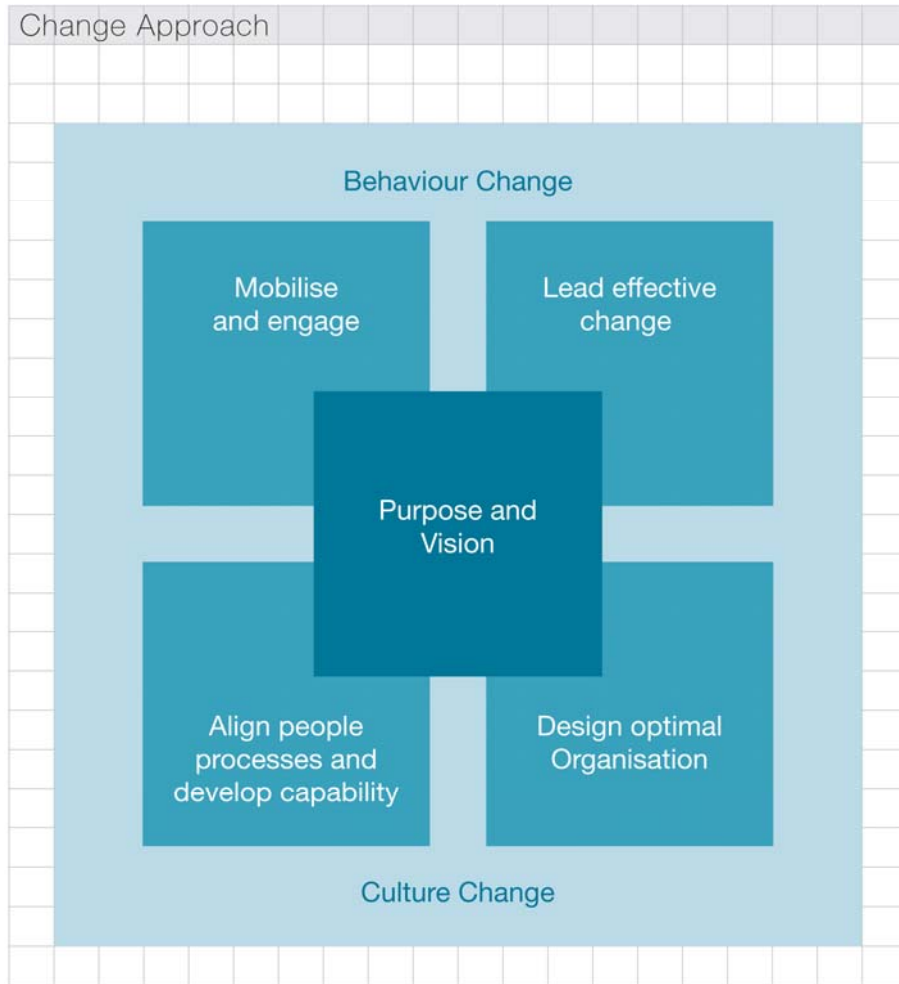 Change Approach
Behaviour Change
Mobilise
and engage
Lead effective
change
Purpose and
Vision
Align people
processes and
develop capability
Design optimal
Organisation
Culture Change